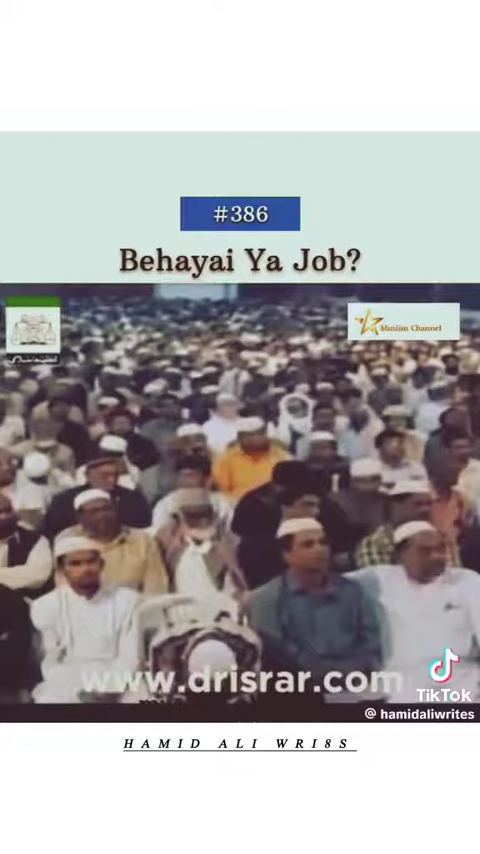 #386
Behayai Ya Job?
Muslim Channel
www.drisrar.com
TikTok
@ hamidaliwrites
HAMID ALI WRI8S